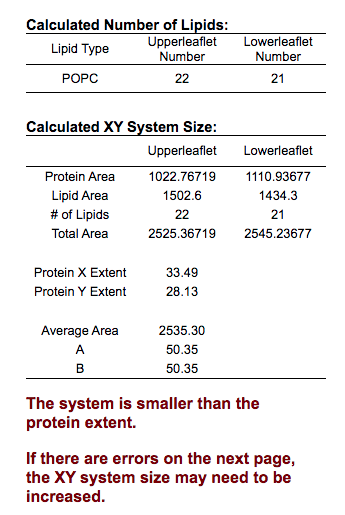 Calculated Number of Lipids:
Lipid Type Upperleaflet Number Lowerleaflet Number
POPC 22 21
Calculated XY System Size:
Upperleaflet Lowerleaflet
Protein Area 1022.76719 1110.93677
Lipid Area 1502.6 1434.3
# of Lipids 22 21
Total Area 2525.36719 2545.23677
Protein X Extent 33.49
Protein Y Extent 28.13
Average Area 2535.30
A 50.35
B 50.35
The system is smaller than the
protein extent.
If there are errors on the next page,
the XY system size may need to be
increased.